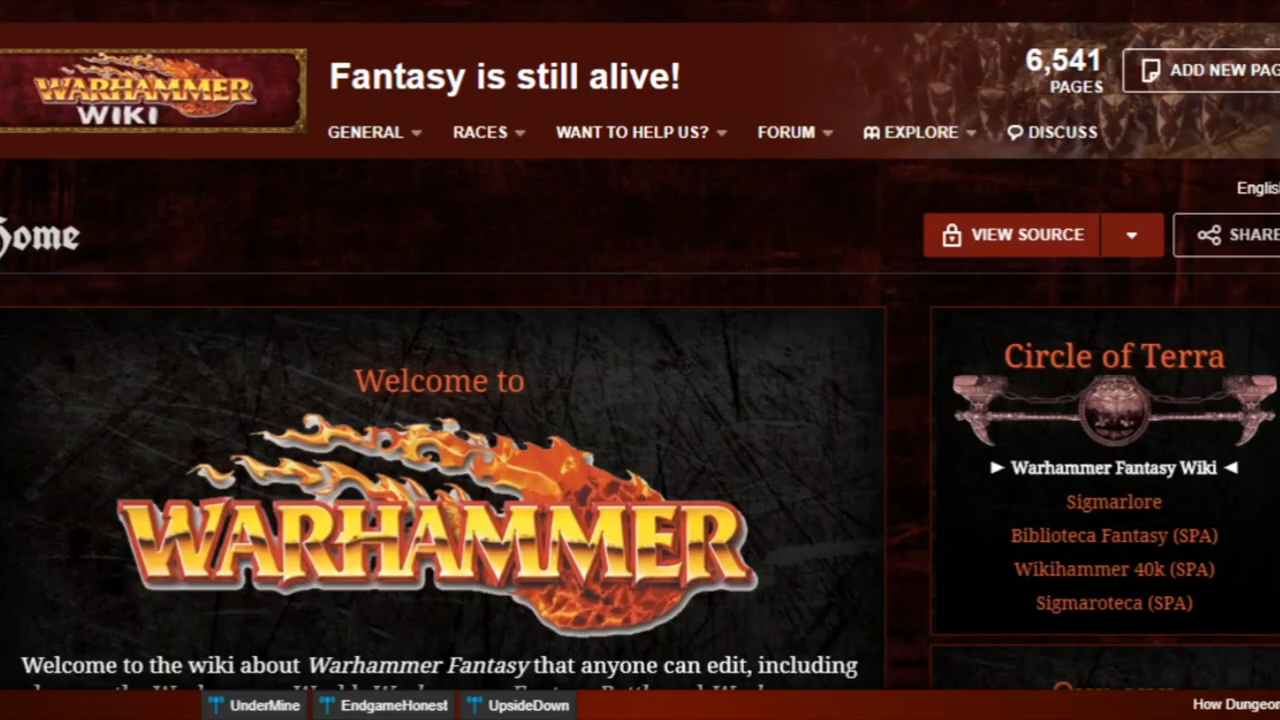 WARHAMMER
WIKI
Fantasy is still alive!
6,541
PAGES
ADD NEW PAG
GENERAL
RACES
WANT TO HELP US?
FORUM
EXPLORE
DISCUSS
Englis
Home
VIEW SOURCE
SHARE
Welcome to
WARHAMMER
Welcome to the wiki about Warhammer Fantasy that anyone can edit, including
Circle of Terra
► Warhammer Fantasy Wiki ◄
Sigmarlore
Biblioteca Fantasy (SPA)
Wikihammer 40k (SPA)
Sigmaroteca (SPA)
UnderMine
EndgameHonest
UpsideDown
How Dungeo